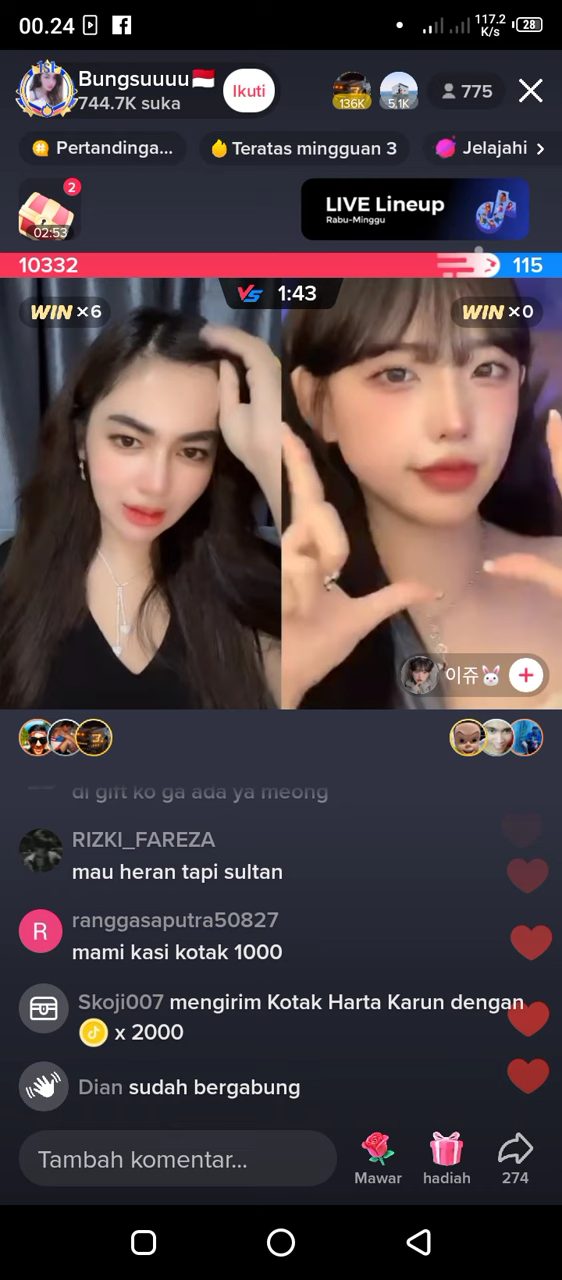 00.24
117.2
K/s
28
1ST
Bungsuuuu🇮🇩
744.7K suka
Ikuti
136K
5.1K
775
Pertandinga...
Teratas mingguan 3
Jelajahi
2
02:53
LIVE Lineup
Rabu-Minggu
10332
115
VS 1:43
WIN ×6
WIN ×0
이쥬🐰
di gift ko ga ada ya meong
RIZKI_FAREZA
mau heran tapi sultan
R
ranggasaputra50827
mami kasi kotak 1000
Skoji007 mengirim Kotak Harta Karun dengan
x 2000
Dian sudah bergabung
Tambah komentar...
Mawar
hadiah
274